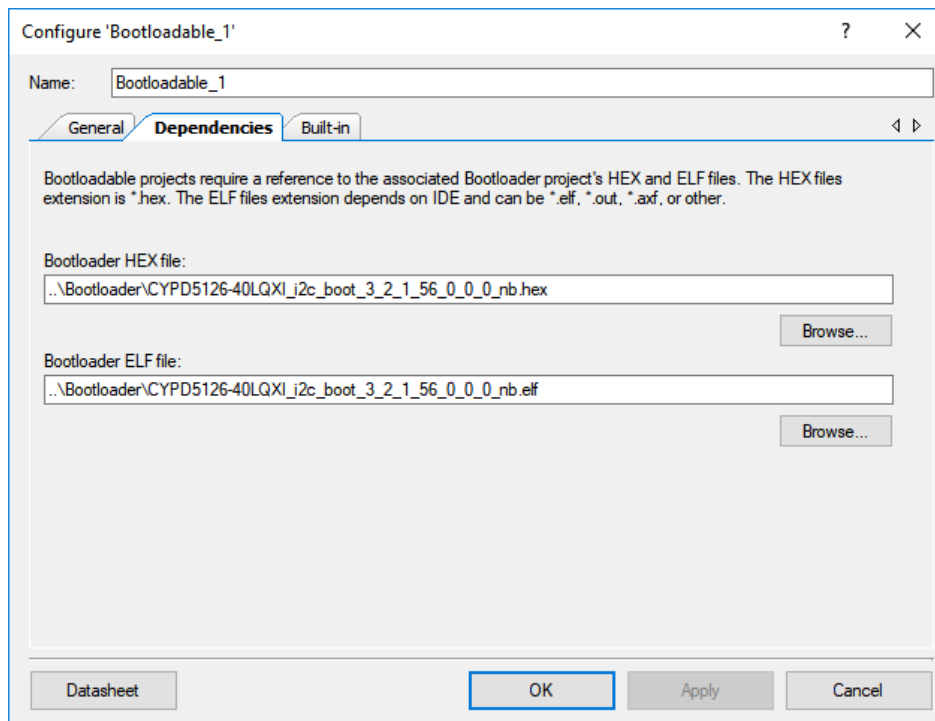 Configure 'Bootloadable_1'
?
Name:
Bootloadable_1
General
Dependencies
Built-in
Bootloadable projects require a reference to the associated Bootloader project's HEX and ELF files. The HEX files
extension is *.hex. The ELF files extension depends on IDE and can be *.elf, *.out, *.axf, or other.
Bootloader HEX file:
..\Bootloader\CYPD5126-40LQXI_i2c_boot_3_2_1_56_0_0_0_nb.hex
Browse...
Bootloader ELF file:
..\Bootloader\CYPD5126-40LQXI_i2c_boot_3_2_1_56_0_0_0_nb.elf
Browse...
Datasheet
OK
Apply
Cancel